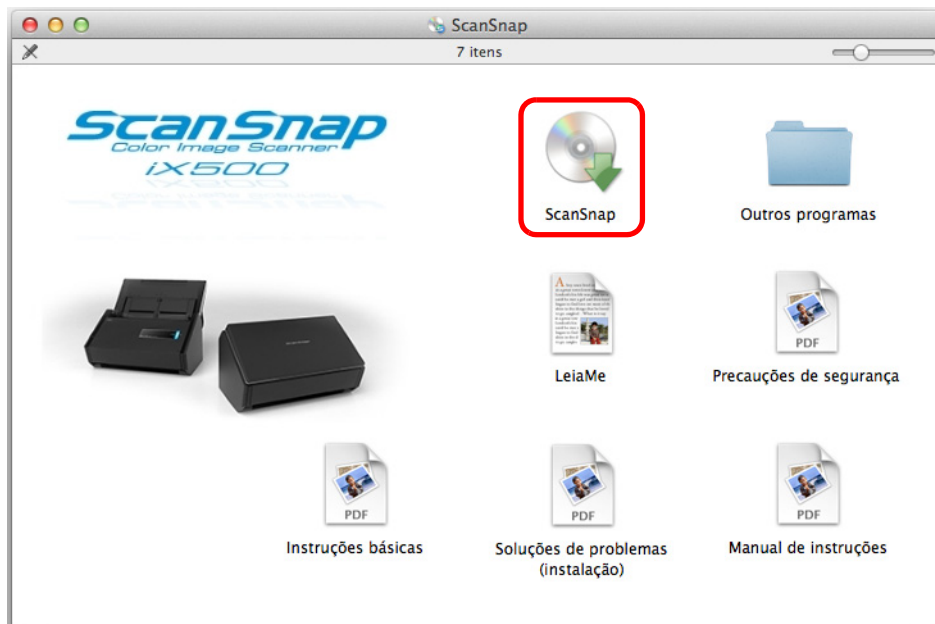 ScanSnap
7 itens
ScanSnap
Color Image Scanner
iX500
ScanSnap
Outros programas
LeiaMe
PDF
Precauções de segurança
PDF
Instruções básicas
PDF
Soluções de problemas
(instalação)
PDF
Manual de instruções